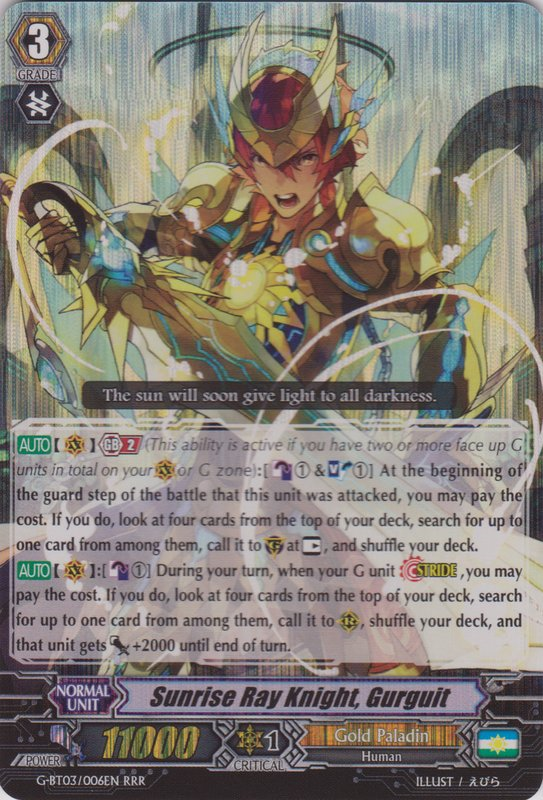 3
GRADE
The sun will soon give light to all darkness.
AUTO【 】GB 2 (This ability is active if you have two or more face up G
units in total on your or G zone):[ ① & ①] At the beginning of
the guard step of the battle that this unit was attacked, you may pay the
cost. If you do, look at four cards from the top of your deck, search for up to
one card from among them, call it to G at , and shuffle your deck.
AUTO【 】:[ ①] During your turn, when your G unit STRIDE, you may
pay the cost. If you do, look at four cards from the top of your deck,
search for up to one card from among them, call it to R, shuffle your deck, and
that unit gets +2000 until end of turn.
NORMAL
UNIT
Sunrise Ray Knight, Gurguit
POWER
11000
1
CRITICAL
Gold Paladin
Human
G-BT03/006EN RRR
ILLUST / えびら